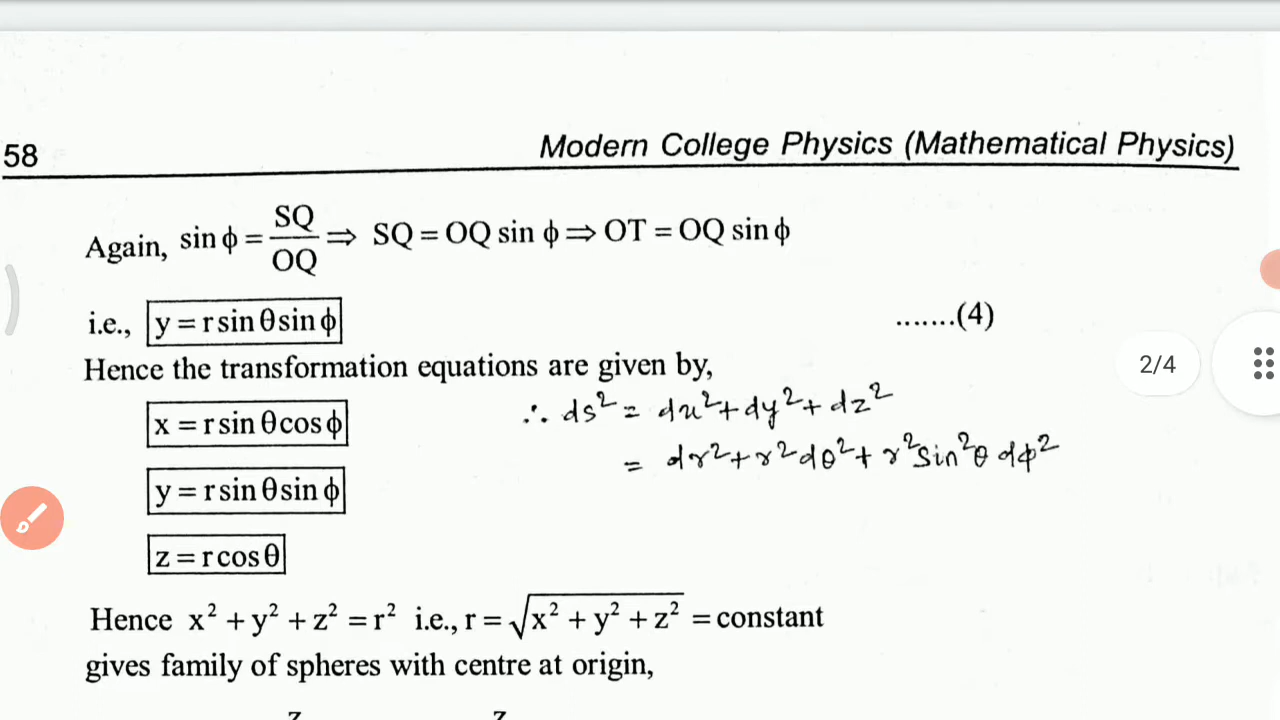 58
Modern College Physics (Mathematical Physics)
Again, sin ϕ = SQ/OQ ⇒ SQ = OQ sin ϕ ⇒ OT = OQ sin ϕ
i.e., y = r sin θ sin ϕ .......(4)
Hence the transformation equations are given by,
x = r sin θ cos ϕ
∴ ds² = dx² + dy² + dz²
y = r sin θ sin ϕ
= dr² + r²dθ² + r²sin²θ dϕ²
z = r cos θ
2/4
Hence x² + y² + z² = r² i.e., r = √(x² + y² + z²) = constant
gives family of spheres with centre at origin,
z z